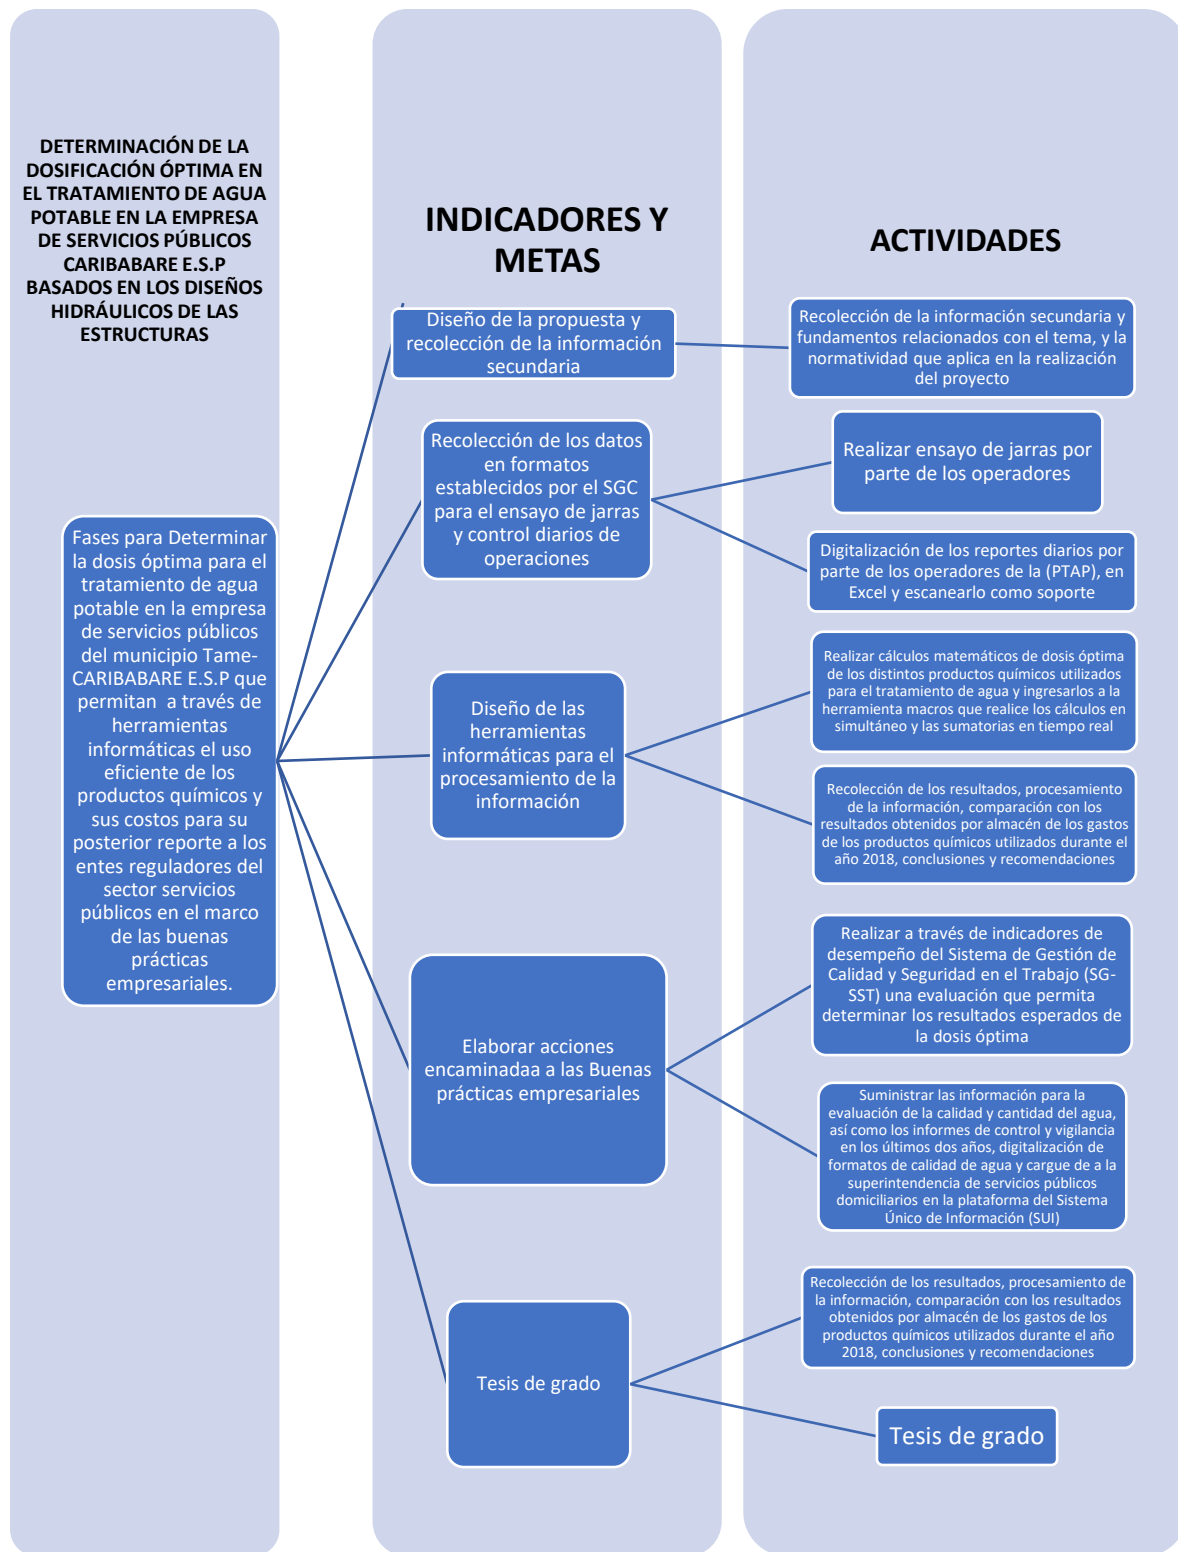 DETERMINACIÓN DE LA
DOSIFICACIÓN ÓPTIMA EN
EL TRATAMIENTO DE AGUA
POTABLE EN LA EMPRESA
DE SERVICIOS PÚBLICOS
CARIBABARE E.S.P
BASADOS EN LOS DISEÑOS
HIDRÁULICOS DE LAS
ESTRUCTURAS
Fases para Determinar
la dosis óptima para el
tratamiento de agua
potable en la empresa
de servicios públicos
del municipio Tame-
CARIBABARE E.S.P que
permitan a través de
herramientas
informáticas el uso
eficiente de los
productos químicos y
sus costos para su
posterior reporte a los
entes reguladores del
sector servicios
públicos en el marco
de las buenas
prácticas
empresariales.
INDICADORES Y
METAS
Diseño de la propuesta y
recolección de la información
secundaria
Recolección de los datos
en formatos
establecidos por el SGC
para el ensayo de jarras
y control diarios de
operaciones
Diseño de las
herramientas
informáticas para el
procesamiento de la
información
Elaborar acciones
encaminadaa a las Buenas
prácticas empresariales
Tesis de grado
ACTIVIDADES
Recolección de la información secundaria y
fundamentos relacionados con el tema, y la
normatividad que aplica en la realización
del proyecto
Realizar ensayo de jarras por
parte de los operadores
Digitalización de los reportes diarios por
parte de los operadores de la (PTAP), en
Excel y escanearlo como soporte
Realizar cálculos matemáticos de dosis óptima
de los distintos productos químicos utilizados
para el tratamiento de agua y ingresarlos a la
herramienta macros que realice los cálculos en
simultáneo y las sumatorias en tiempo real
Recolección de los resultados, procesamiento
de la información, comparación con los
resultados obtenidos por almacén de los gastos
de los productos químicos utilizados durante el
año 2018, conclusiones y recomendaciones
Realizar a través de indicadores de
desempeño del Sistema de Gestión de
Calidad y Seguridad en el Trabajo (SG-
SST) una evaluación que permita
determinar los resultados esperados de
la dosis óptima
Suministrar las información para la
evaluación de la calidad y cantidad del agua,
así como los informes de control y vigilancia
en los últimos dos años, digitalización de
formatos de calidad de agua y cargue de a la
superintendencia de servicios públicos
domiciliarios en la plataforma del Sistema
Único de Información (SUI)
Recolección de los resultados, procesamiento de
la información, comparación con los resultados
obtenidos por almacén de los gastos de los
productos químicos utilizados durante el año
2018, conclusiones y recomendaciones
Tesis de grado